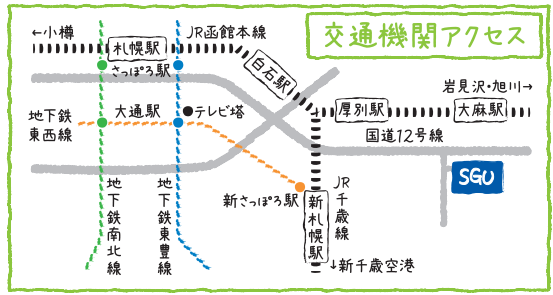 交通機関アクセス
←小樽
JR函館本線
札幌駅
さっぽろ駅
白石駅
岩見沢・旭川→
厚別駅
大麻駅
地下鉄
東西線
大通駅
テレビ塔
国道12号線
SGU
地下鉄南北線
地下鉄東豊線
新さっぽろ駅
新札幌駅
JR千歳線
↓新千歳空港